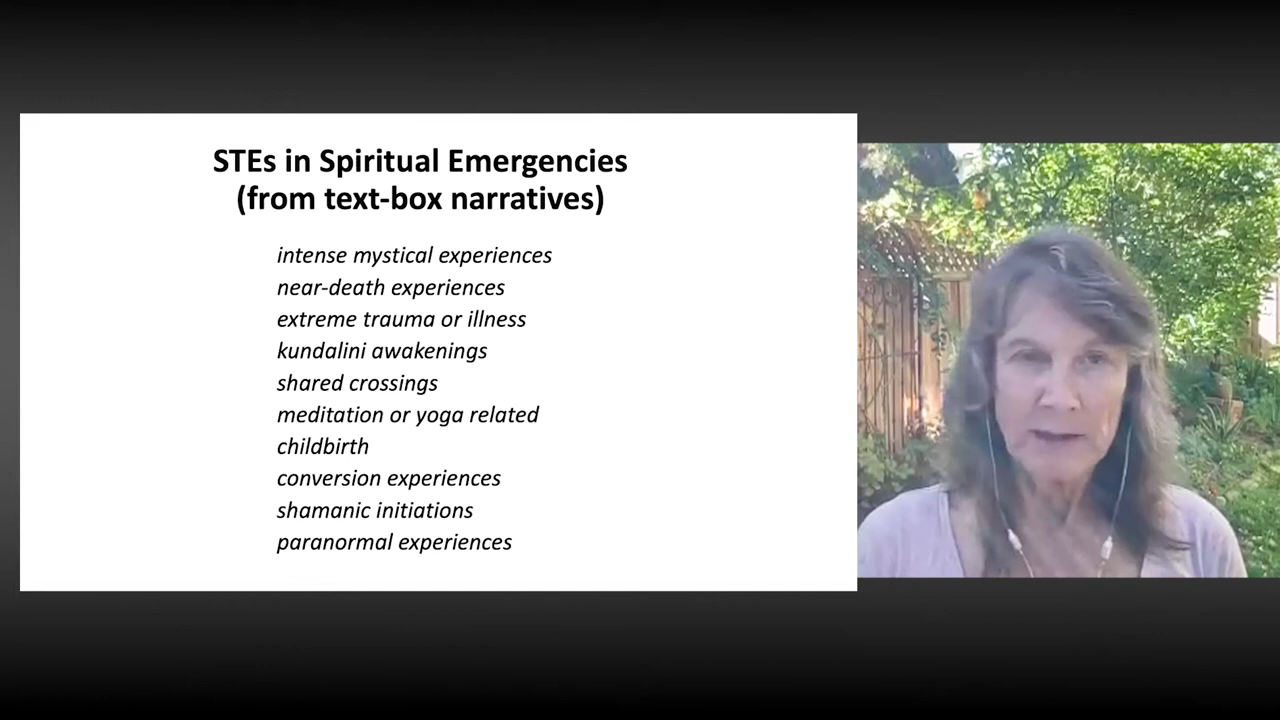 STEs in Spiritual Emergencies
(from text-box narratives)
intense mystical experiences
near-death experiences
extreme trauma or illness
kundalini awakenings
shared crossings
meditation or yoga related
childbirth
conversion experiences
shamanic initiations
paranormal experiences